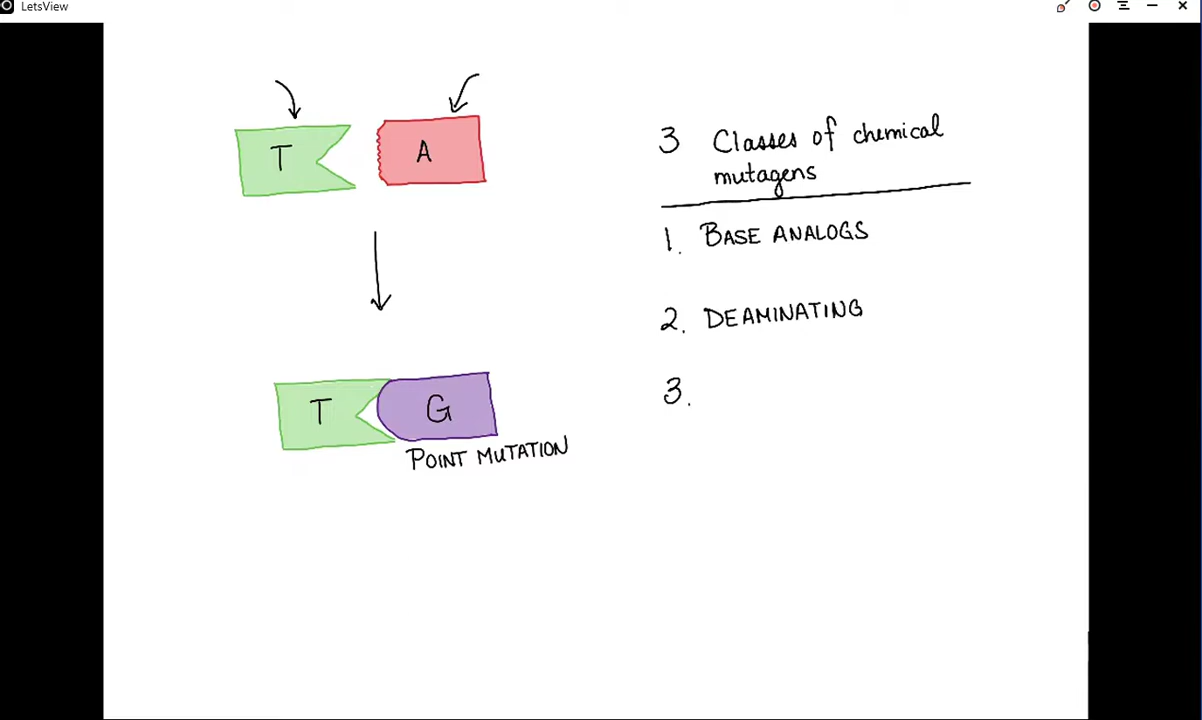 LetsView
T A
3 Classes of chemical
mutagens
1. BASE ANALOGS
2. DEAMINATING
3.
T G
POINT MUTATION